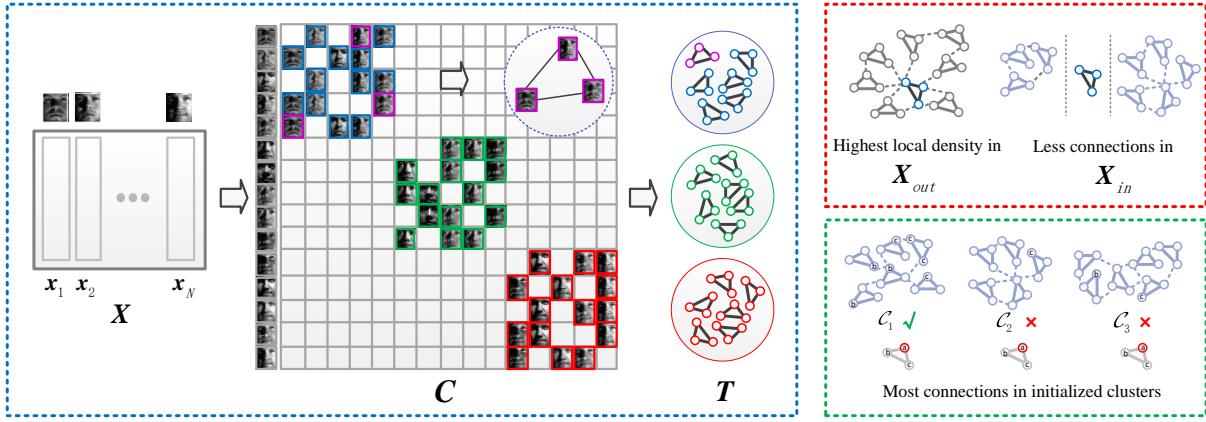 x1 x2 xN
X
C
T
Highest local density in
Xout
Less connections in
Xin
c c c
b b
c
b
c
c
b
c
C1 ✓ C2 × C3 ×
a b c
a b c
a b c
Most connections in initialized clusters